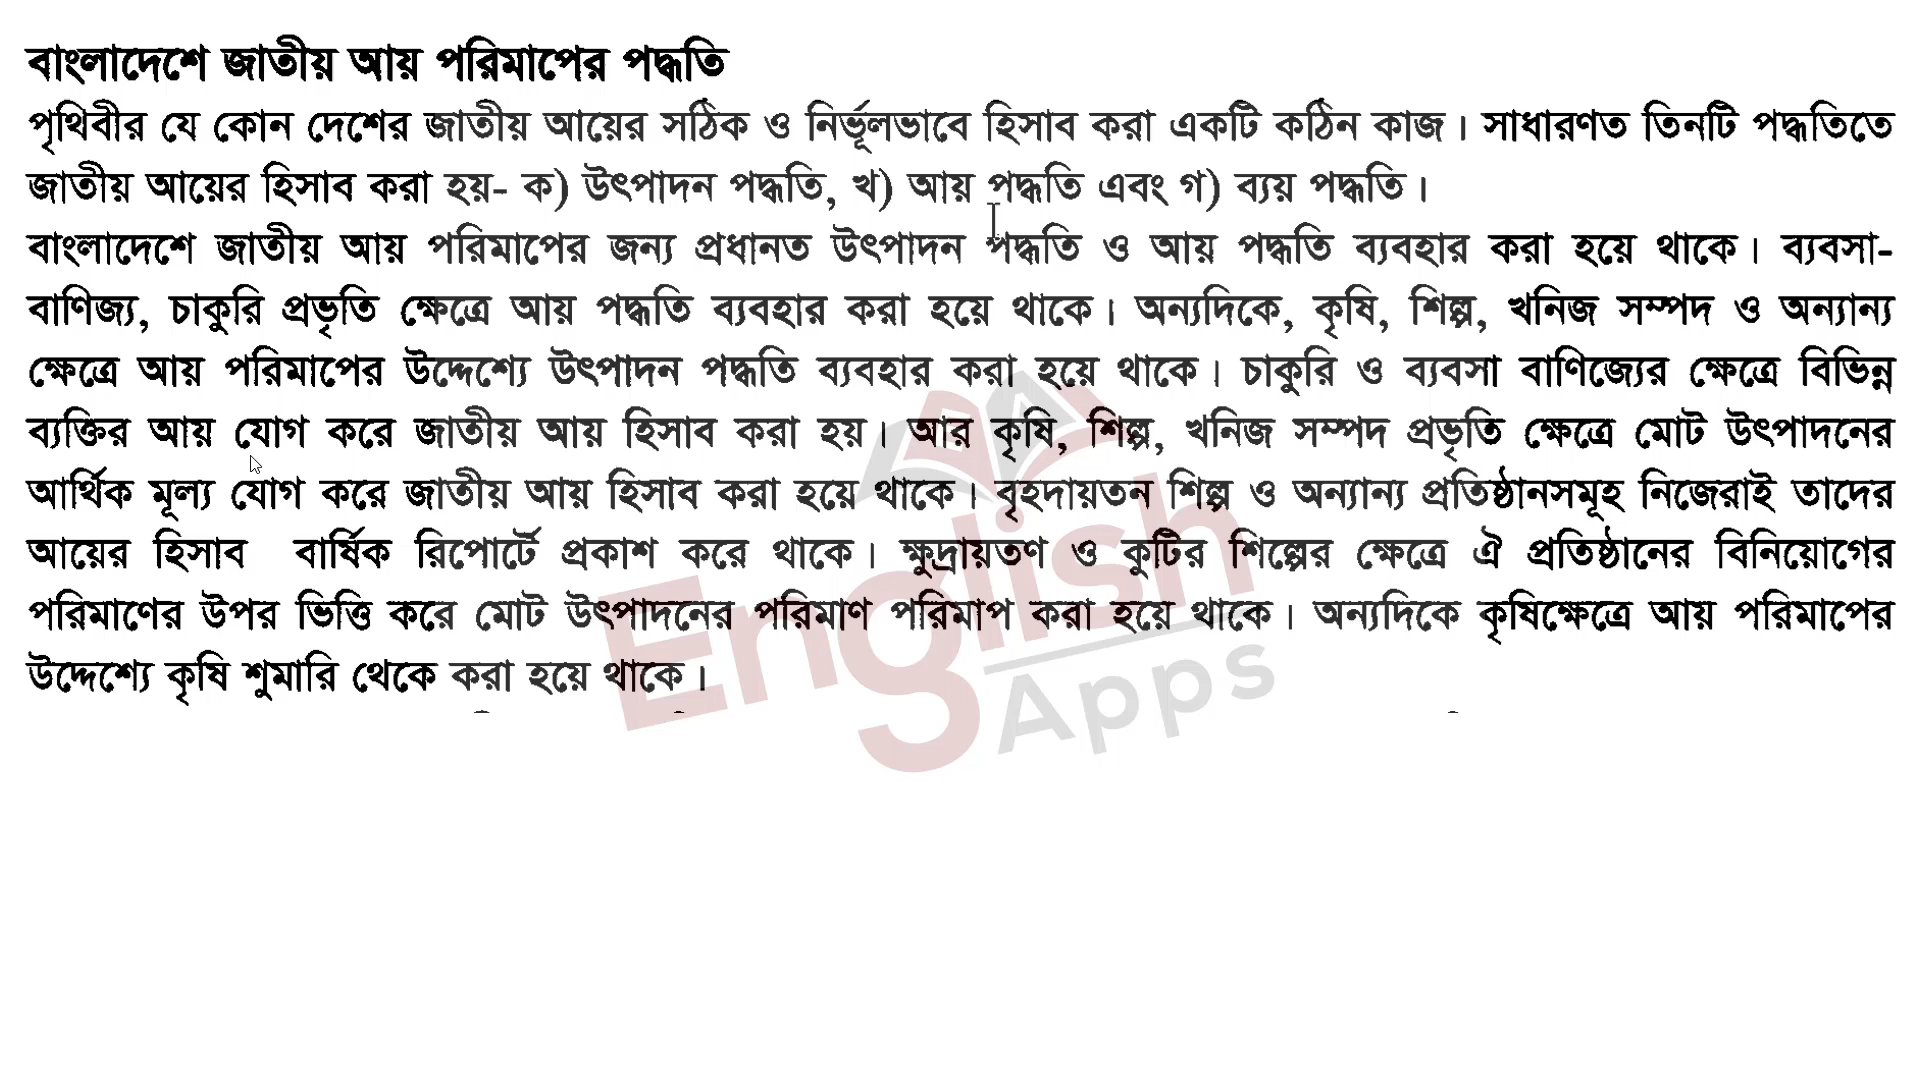 বাংলাদেশে জাতীয় আয় পরিমাপের পদ্ধতি
পৃথিবীর যে কোন দেশের জাতীয় আয়ের সঠিক ও নির্ভূলভাবে হিসাব করা একটি কঠিন কাজ। সাধারণত তিনটি পদ্ধতিতে
জাতীয় আয়ের হিসাব করা হয়- ক) উৎপাদন পদ্ধতি, খ) আয় পদ্ধতি এবং গ) ব্যয় পদ্ধতি।
বাংলাদেশে জাতীয় আয় পরিমাপের জন্য প্রধানত উৎপাদন পদ্ধতি ও আয় পদ্ধতি ব্যবহার করা হয়ে থাকে। ব্যবসা-
বাণিজ্য, চাকুরি প্রভৃতি ক্ষেত্রে আয় পদ্ধতি ব্যবহার করা হয়ে থাকে। অন্যদিকে, কৃষি, শিল্প, খনিজ সম্পদ ও অন্যান্য
ক্ষেত্রে আয় পরিমাপের উদ্দেশ্যে উৎপাদন পদ্ধতি ব্যবহার করা হয়ে থাকে। চাকুরি ও ব্যবসা বাণিজ্যের ক্ষেত্রে বিভিন্ন
ব্যক্তির আয় যোগ করে জাতীয় আয় হিসাব করা হয়। আর কৃষি, শিল্প, খনিজ সম্পদ প্রভৃতি ক্ষেত্রে মোট উৎপাদনের
আর্থিক মূল্য যোগ করে জাতীয় আয় হিসাব করা হয়ে থাকে। বৃহদায়তন শিল্প ও অন্যান্য প্রতিষ্ঠানসমূহ নিজেরাই তাদের
আয়ের হিসাব বার্ষিক রিপোর্টে প্রকাশ করে থাকে। ক্ষুদ্রায়তণ ও কুটির শিল্পের ক্ষেত্রে ঐ প্রতিষ্ঠানের বিনিয়োগের
পরিমাণের উপর ভিত্তি করে মোট উৎপাদনের পরিমাণ পরিমাপ করা হয়ে থাকে। অন্যদিকে কৃষিক্ষেত্রে আয় পরিমাপের
উদ্দেশ্যে কৃষি শুমারি থেকে করা হয়ে থাকে।
English
Apps